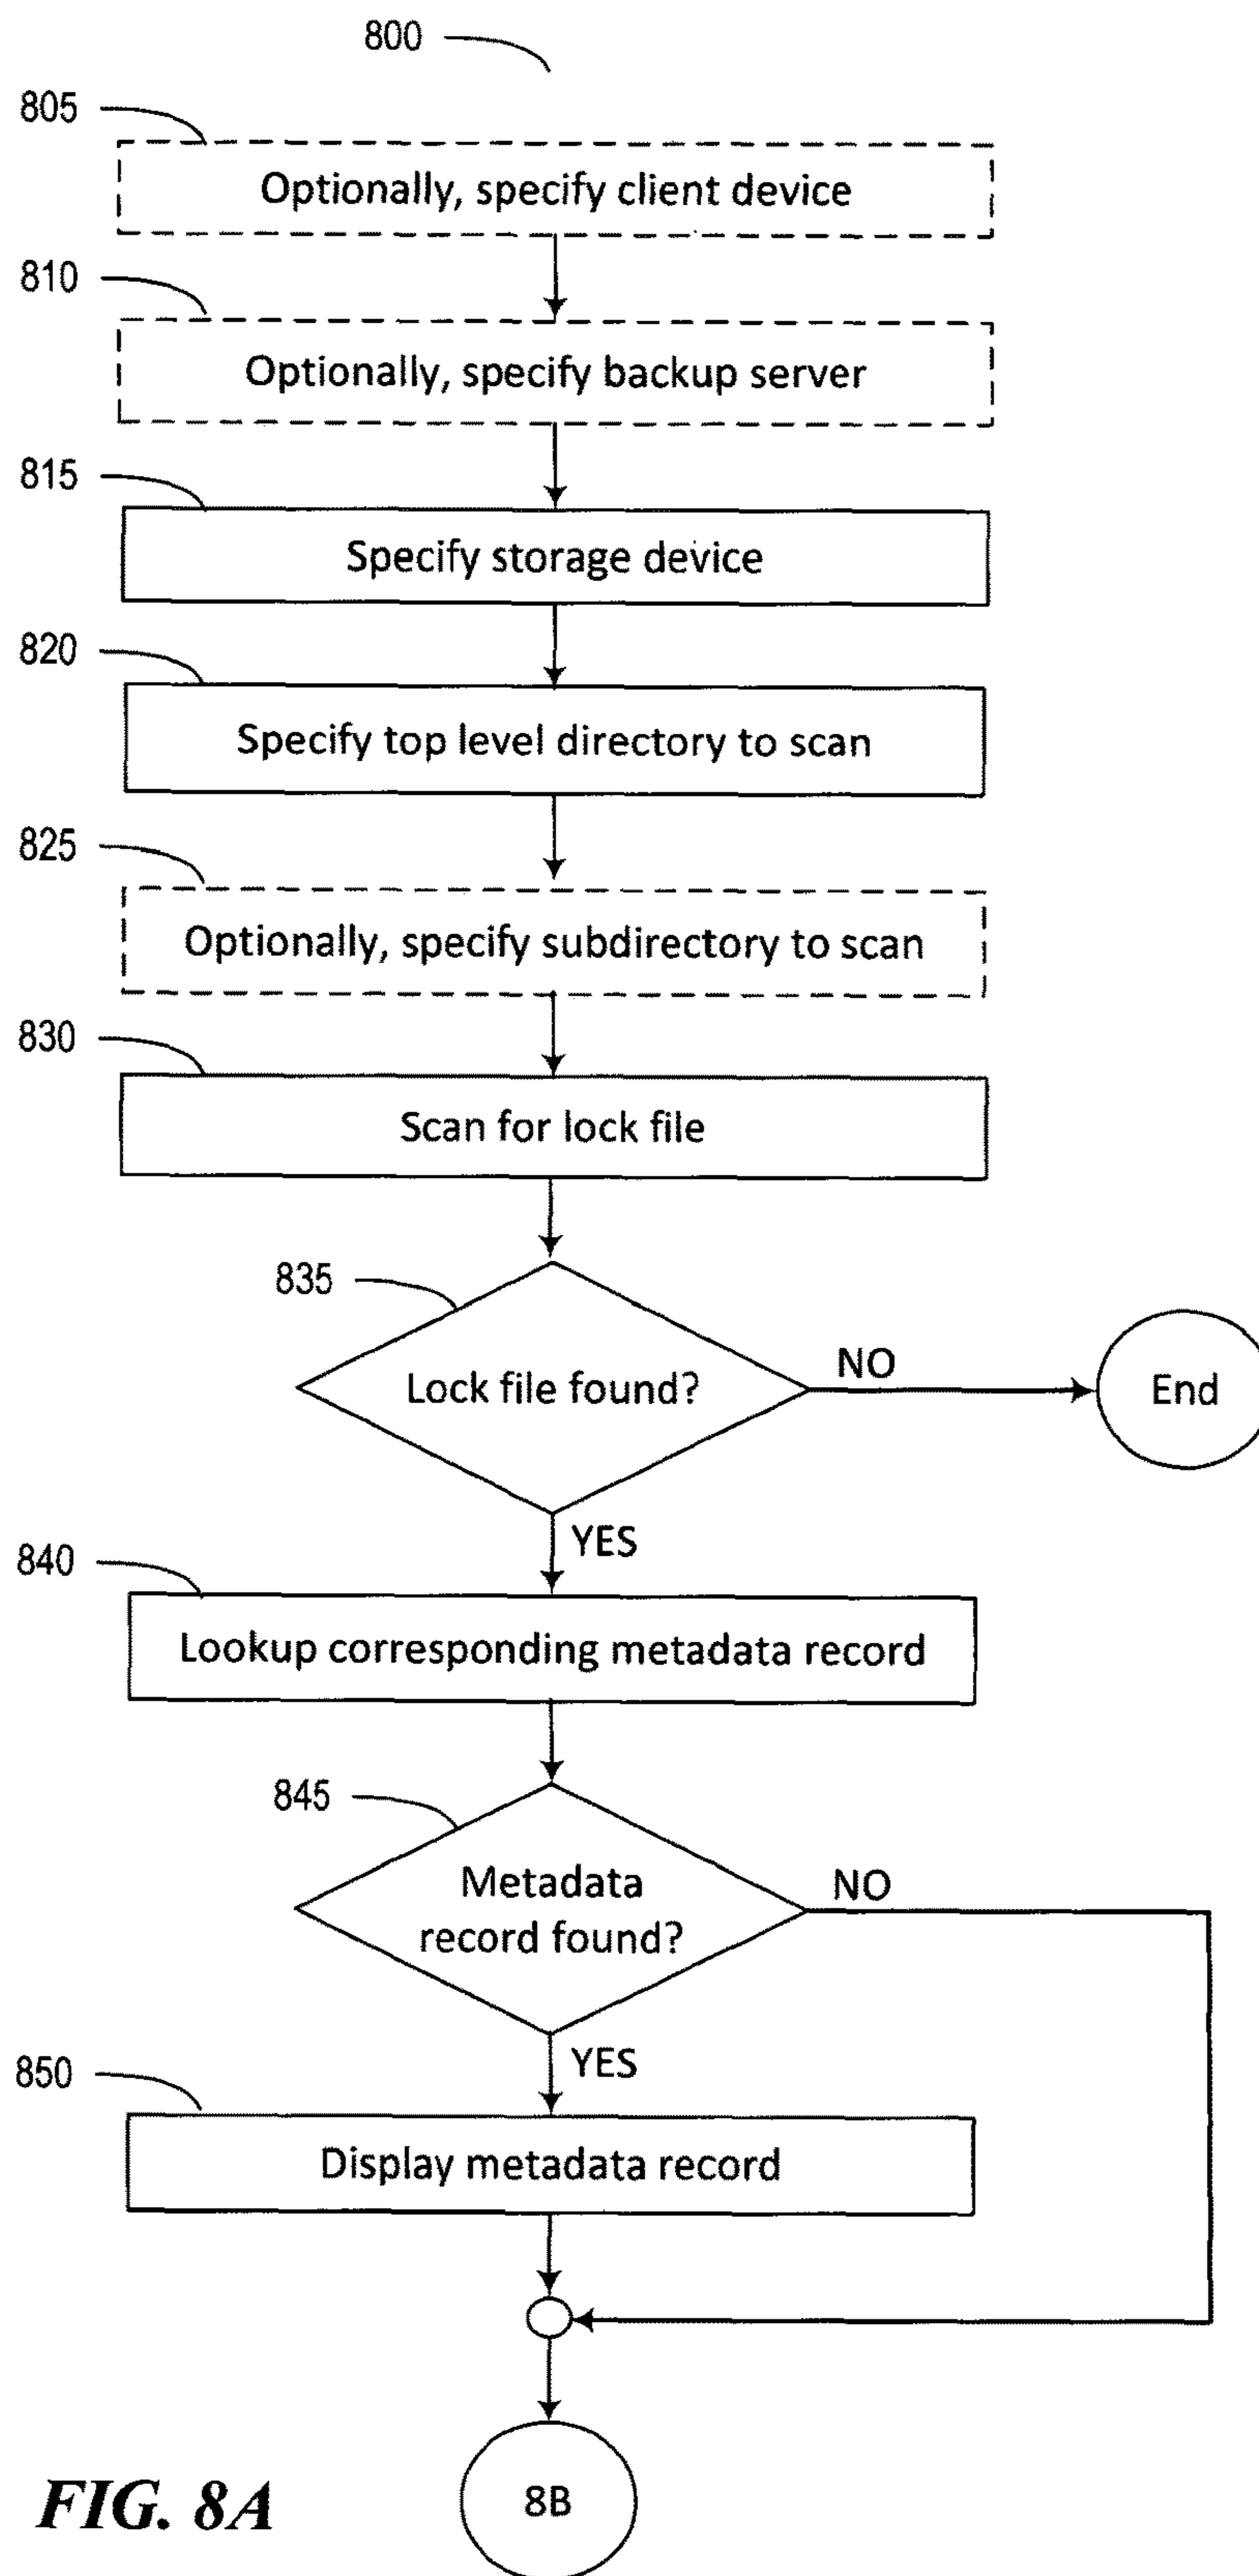 800
805
Optionally, specify client device
810
Optionally, specify backup server
815
Specify storage device
820
Specify top level directory to scan
825
Optionally, specify subdirectory to scan
830
Scan for lock file
835
Lock file found?
NO
End
YES
840
Lookup corresponding metadata record
845
Metadata
record found?
NO
YES
850
Display metadata record
8B
FIG. 8A